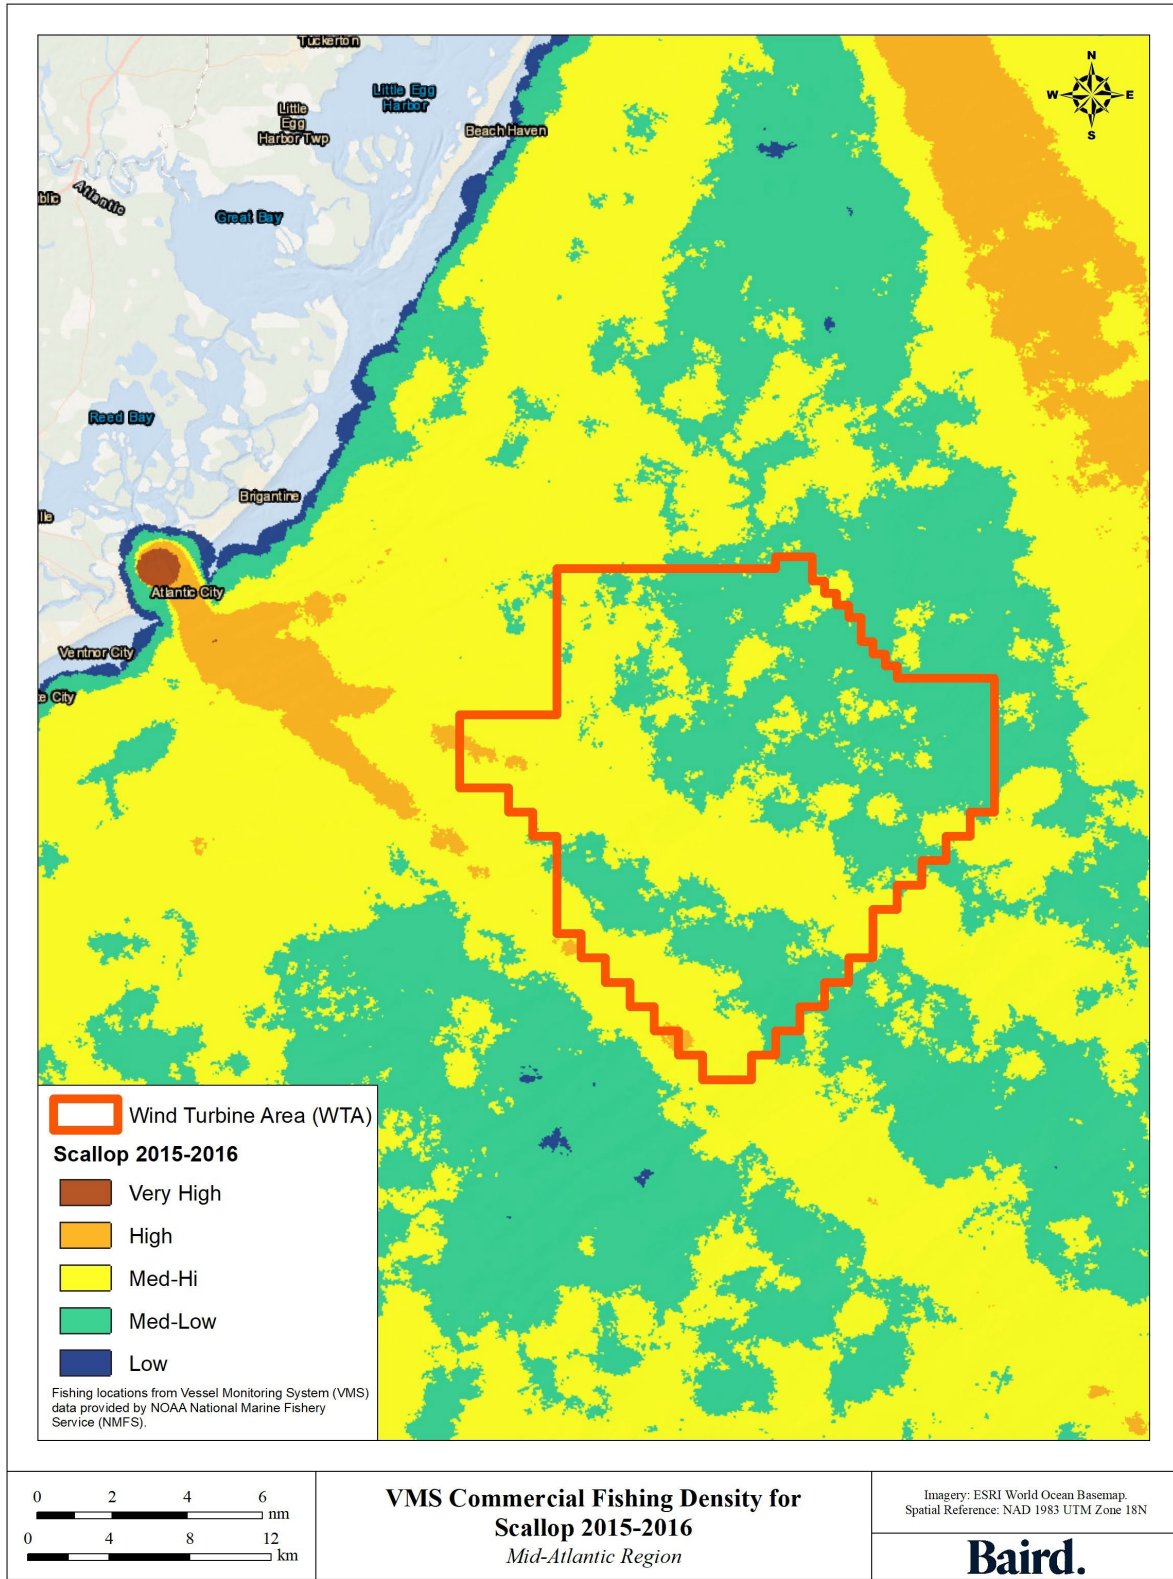 Tuckerton
N
W E
S
Little Egg
Harbor
Little
Egg
Harbor Twp
Beach Haven
blic
Atlantic
Great Bay
Reed Bay
Brigantine
lle
Atlantic City
Ventnor City
e City
Wind Turbine Area (WTA)
Scallop 2015-2016
Very High
High
Med-Hi
Med-Low
Low
Fishing locations from Vessel Monitoring System (VMS)
data provided by NOAA National Marine Fishery
Service (NMFS).
0 2 4 6
nm
0 4 8 12
km
VMS Commercial Fishing Density for
Scallop 2015-2016
Mid-Atlantic Region
Imagery: ESRI World Ocean Basemap.
Spatial Reference: NAD 1983 UTM Zone 18N
Baird.